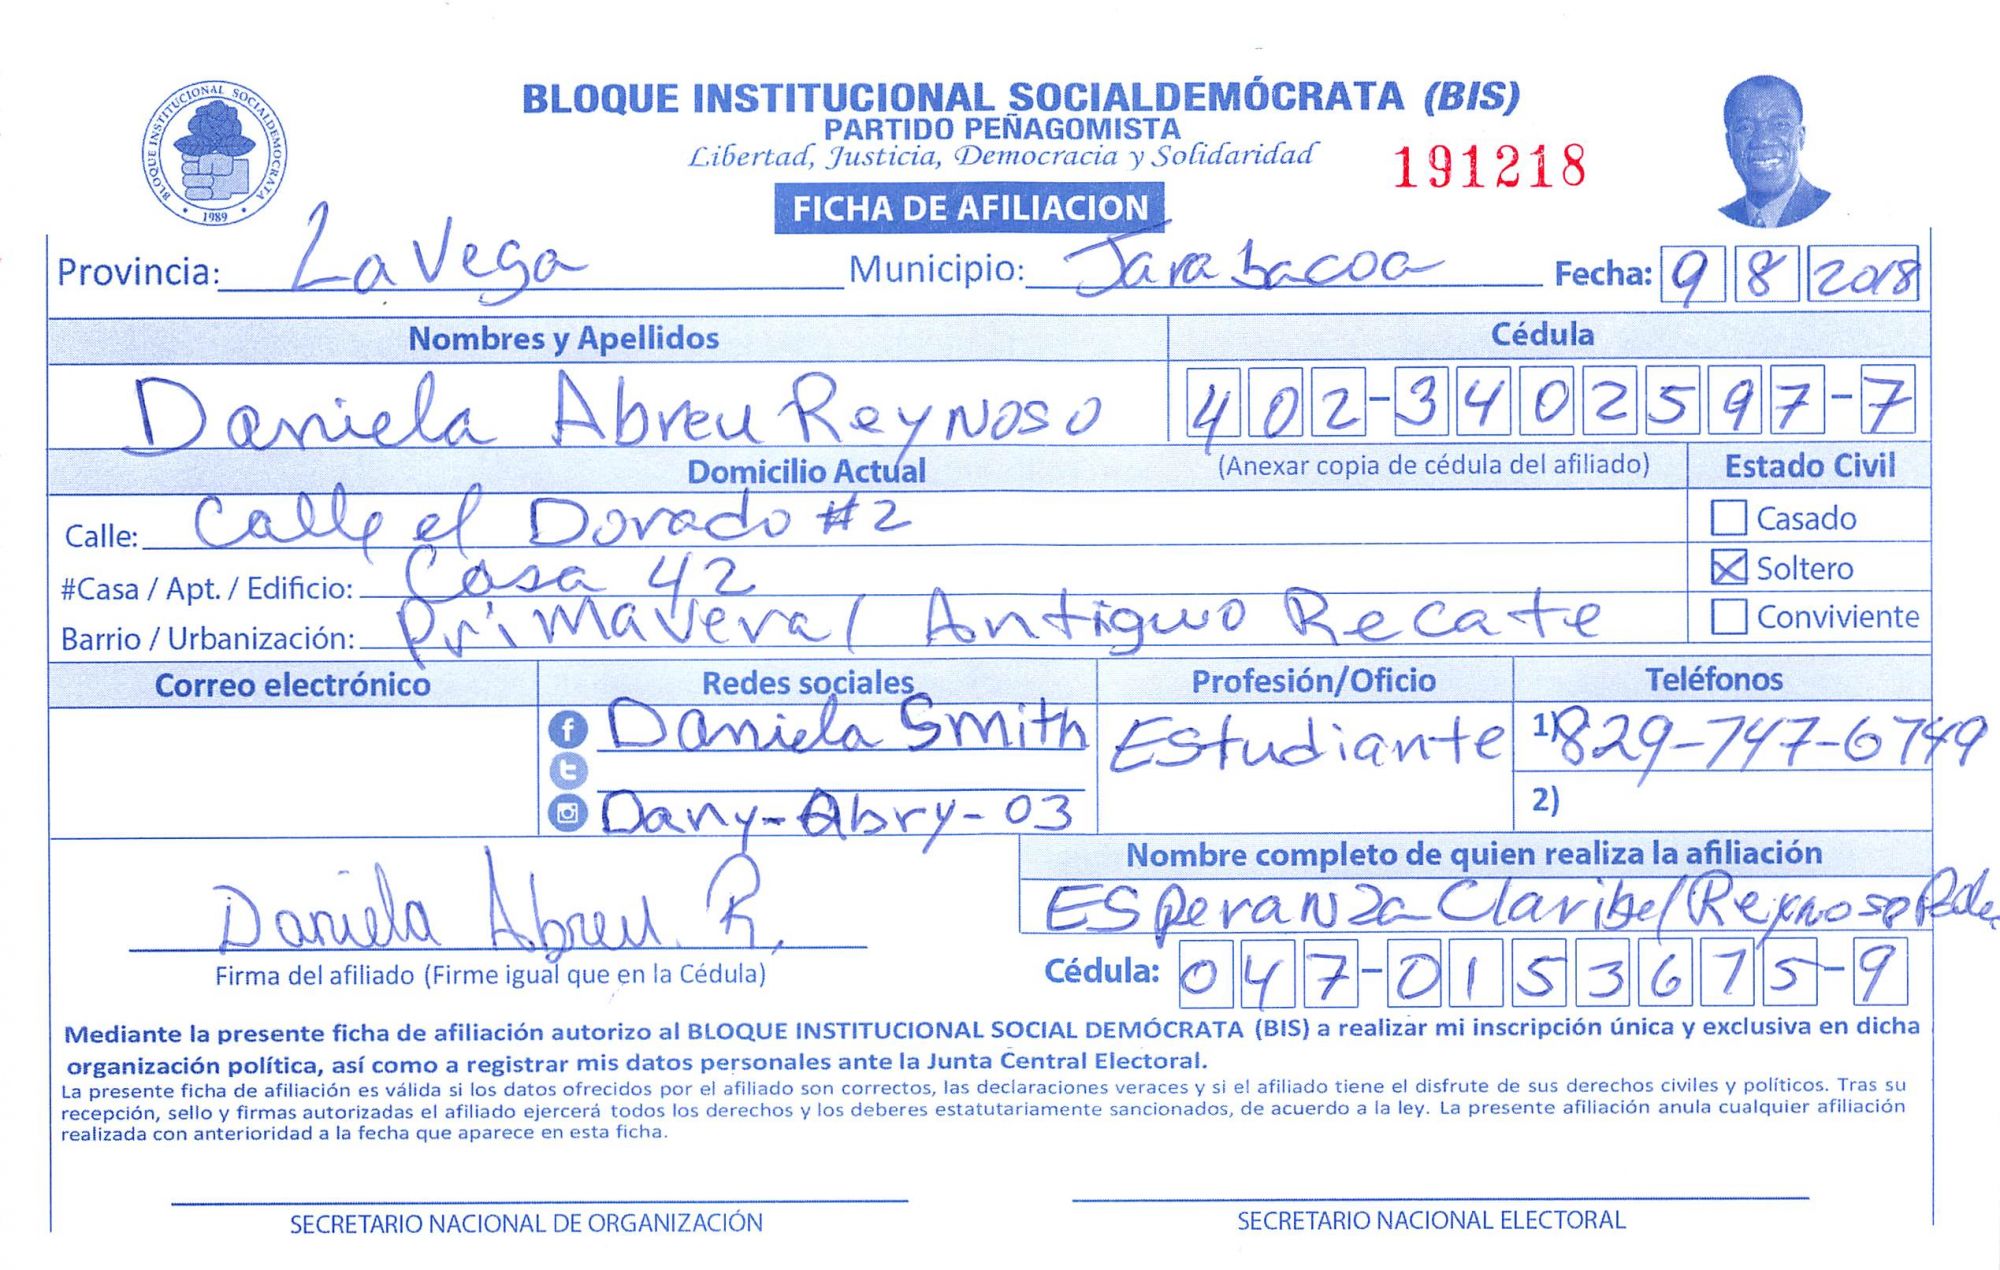 BLOQUE INSTITUCIONAL SOCIALDEMÓCRATA (BIS)
PARTIDO PEÑAGOMISTA
Libertad, Justicia, Democracia y Solidaridad
191218
BLOQUE INSTITUCIONAL SOCIALDEMOCRATA
1989
FICHA DE AFILIACION
Provincia: La Vega Municipio: Jarabacoa Fecha: 9 8 2018
Nombres y Apellidos Cédula
Daniela Abreu Reynoso 402-3402597-7
Domicilio Actual (Anexar copia de cédula del afiliado) Estado Civil
Calle: Calle el Dorado #2 Casado
#Casa / Apt. / Edificio: Casa 42 Soltero
Barrio / Urbanización: Primavera / Antiguo Recate Conviviente
Correo electrónico Redes sociales Profesión/Oficio Teléfonos
Daniela Smith Estudiante 1) 829-747-6749
Dany-Abry-03 2)
Nombre completo de quien realiza la afiliación
Daniela Abreu R. Esperanza Claribel Reynoso
Firma del afiliado (Firme igual que en la Cédula) Cédula: 047-0153675-9
Mediante la presente ficha de afiliación autorizo al BLOQUE INSTITUCIONAL SOCIAL DEMÓCRATA (BIS) a realizar mi inscripción única y exclusiva en dicha
organización política, así como a registrar mis datos personales ante la Junta Central Electoral.
La presente ficha de afiliación es válida si los datos ofrecidos por el afiliado son correctos, las declaraciones veraces y si el afiliado tiene el disfrute de sus derechos civiles y políticos. Tras su
recepción, sello y firmas autorizadas el afiliado ejercerá todos los derechos y los deberes estatutariamente sancionados, de acuerdo a la ley. La presente afiliación anula cualquier afiliación
realizada con anterioridad a la fecha que aparece en esta ficha.
SECRETARIO NACIONAL DE ORGANIZACIÓN SECRETARIO NACIONAL ELECTORAL